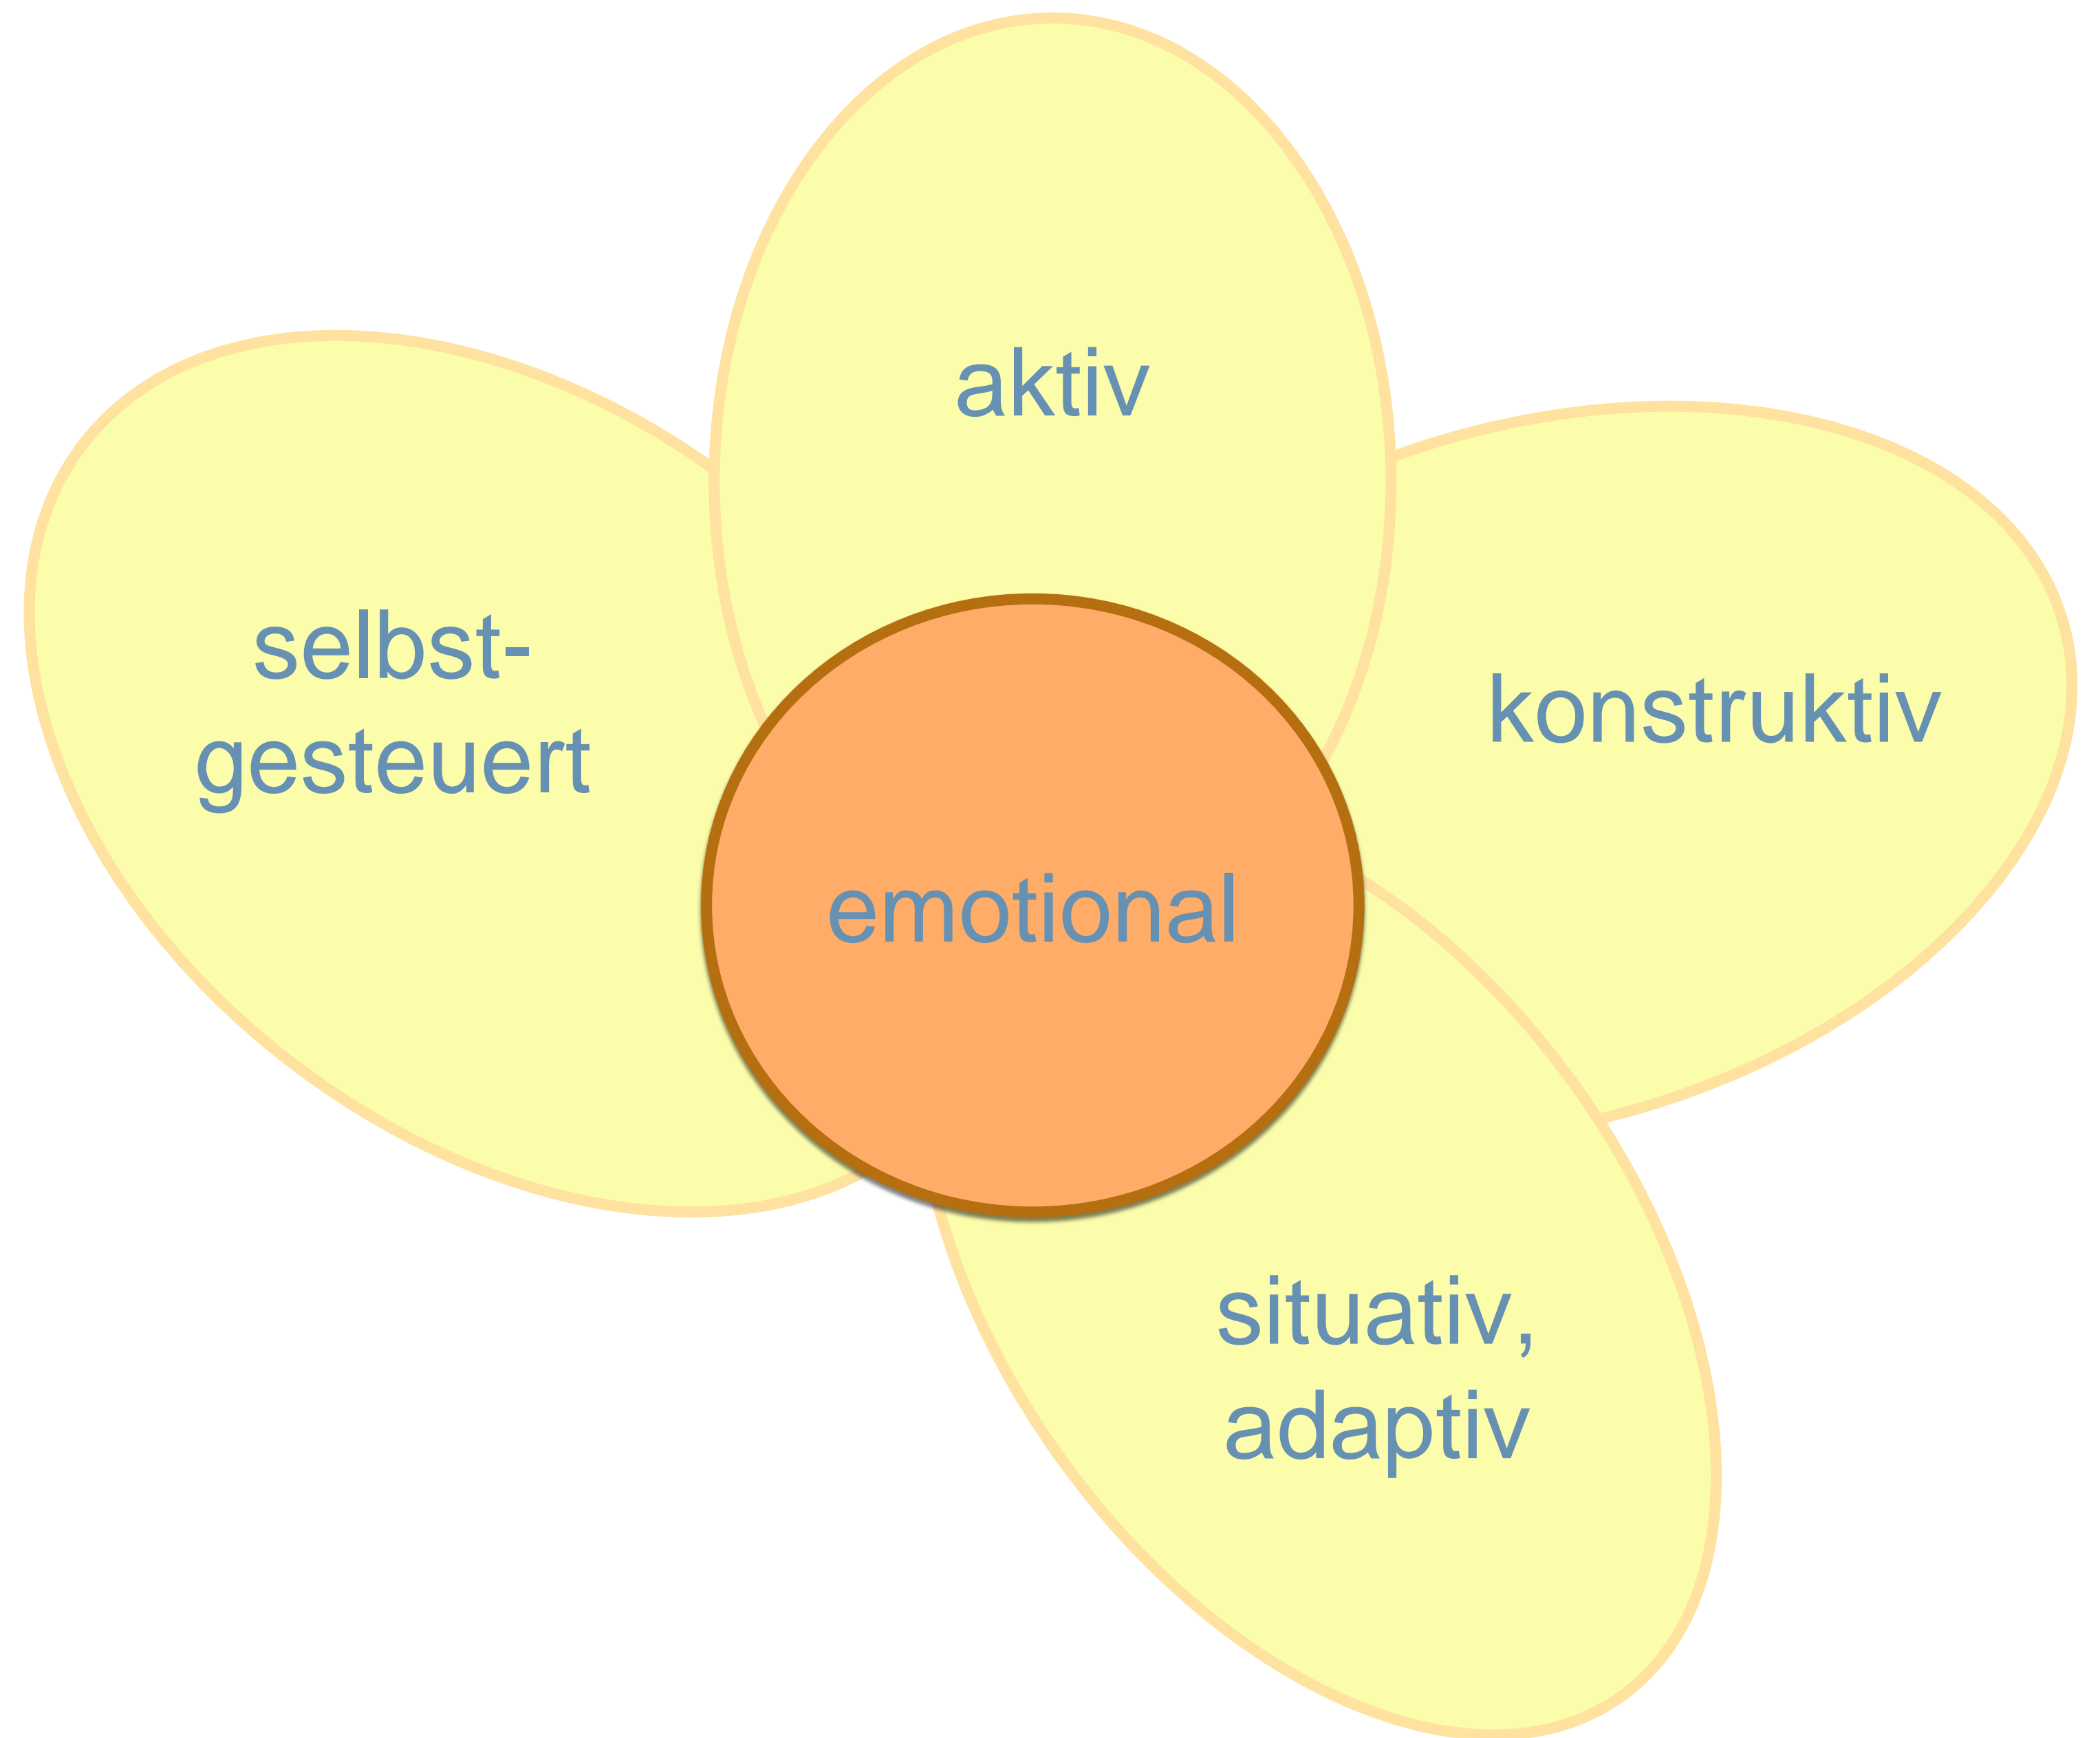 aktiv
selbst-
gesteuert
konstruktiv
emotional
situativ,
adaptiv